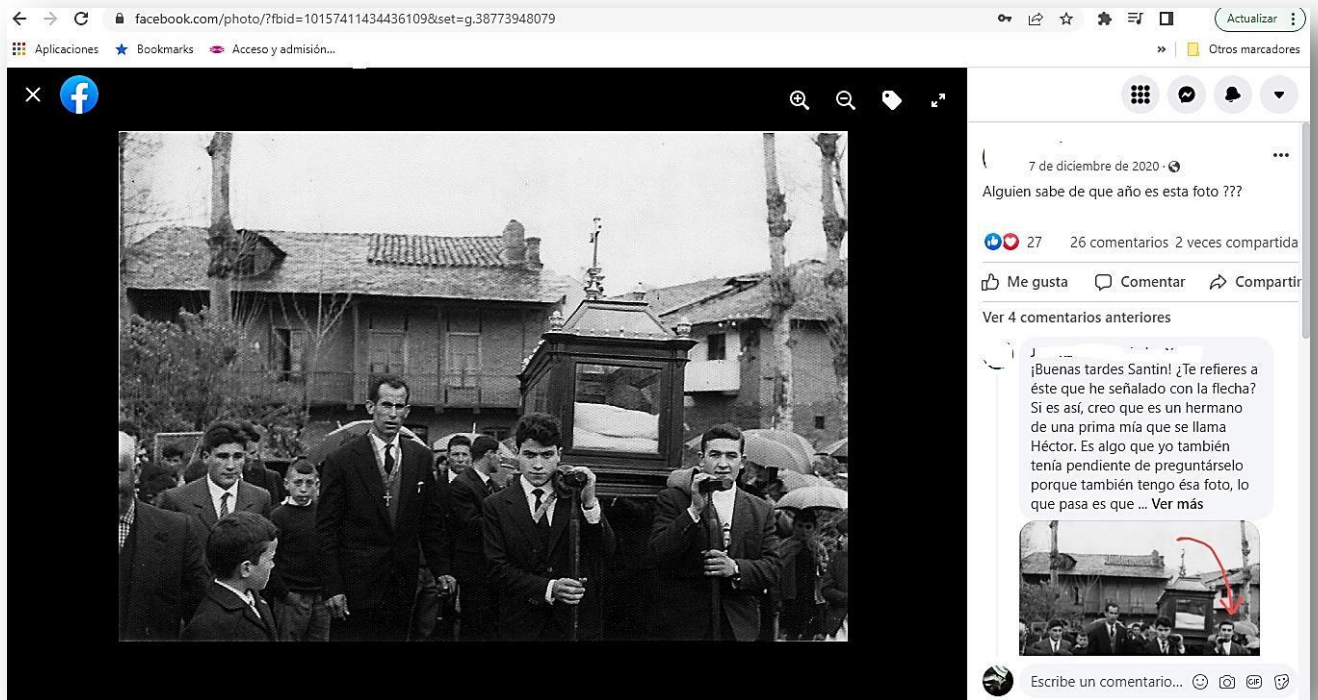 facebook.com/photo/?fbid=10157411434436109&set=g.38773948079
Actualizar
Aplicaciones
Bookmarks
Acceso y admisión...
»
Otros marcadores
7 de diciembre de 2020 ·
Alguien sabe de que año es esta foto ???
27
26 comentarios 2 veces compartida
Me gusta
Comentar
Compartir
Ver 4 comentarios anteriores
¡Buenas tardes Santin! ¿Te refieres a
éste que he señalado con la flecha?
Si es así, creo que es un hermano
de una prima mía que se llama
Héctor. Es algo que yo también
tenía pendiente de preguntárselo
porque también tengo ésa foto, lo
que pasa es que ... Ver más
Escribe un comentario...
GIF